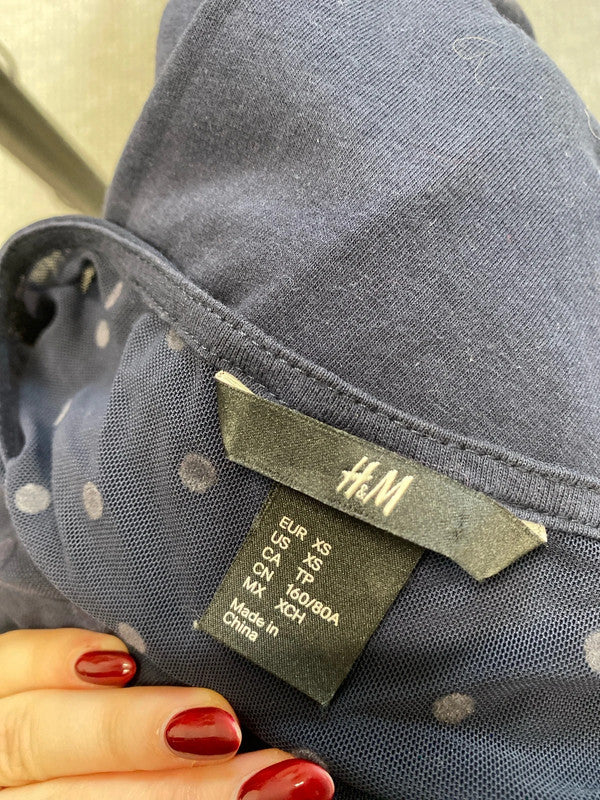 H&M
EUR XS
US XS
CA TP
CN 160/80A
MX XCH
Made in
China